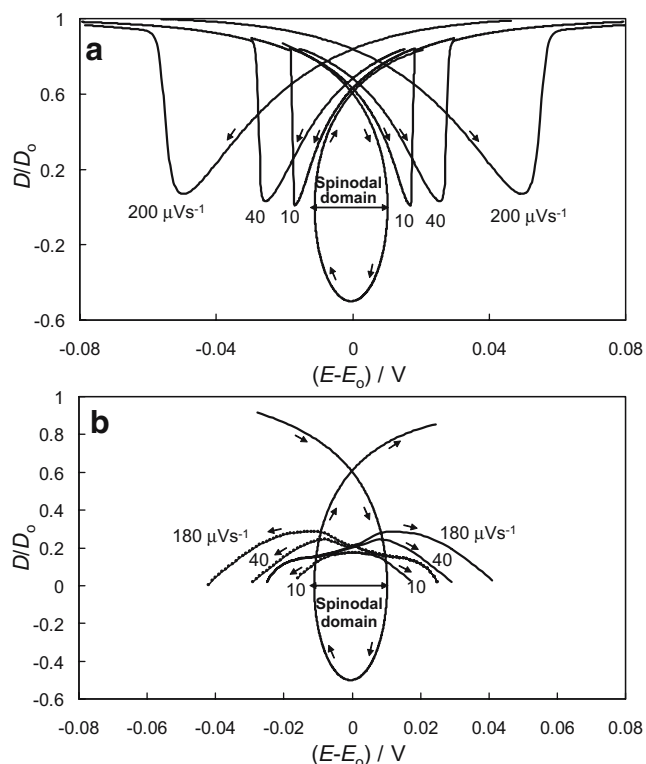 a
D/Do
1
0.6
0.2
-0.2
-0.6
Spinodal
domain
200 µVs-1
40
10
10
40
200 µVs-1
-0.08
-0.04
0
0.04
0.08
(E-Eo) / V
b
D/Do
1
0.8
0.6
0.4
0.2
0
-0.2
-0.4
-0.6
180 µVs-1
40
10
180 µVs-1
40
10
Spinodal
domain
-0.08
-0.06
-0.04
-0.02
0
0.02
0.04
0.06
0.08
(E-Eo) / V